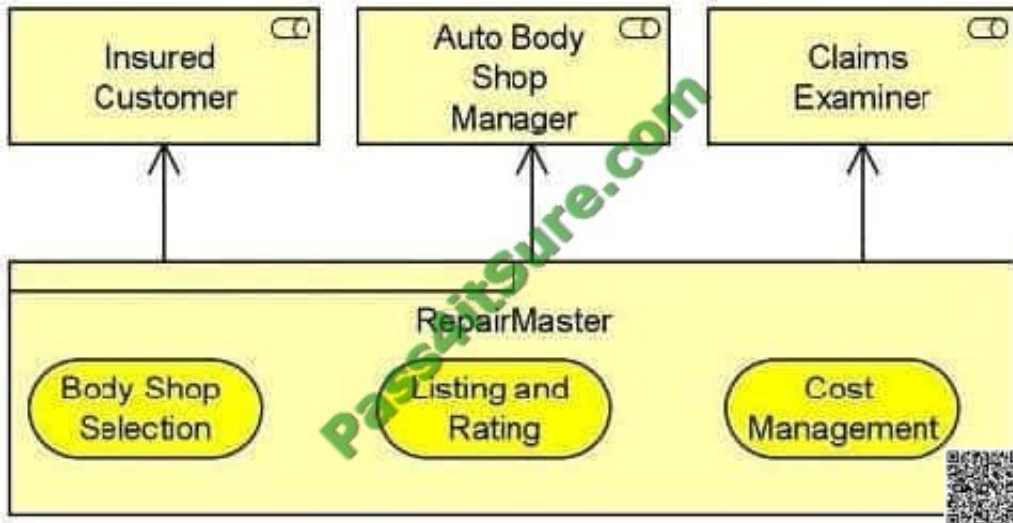 Insured
Customer
Auto Body
Shop
Manager
Claims
Examiner
Pass4itSure.com
RepairMaster
Body Shop
Selection
Listing and
Rating
Cost
Management